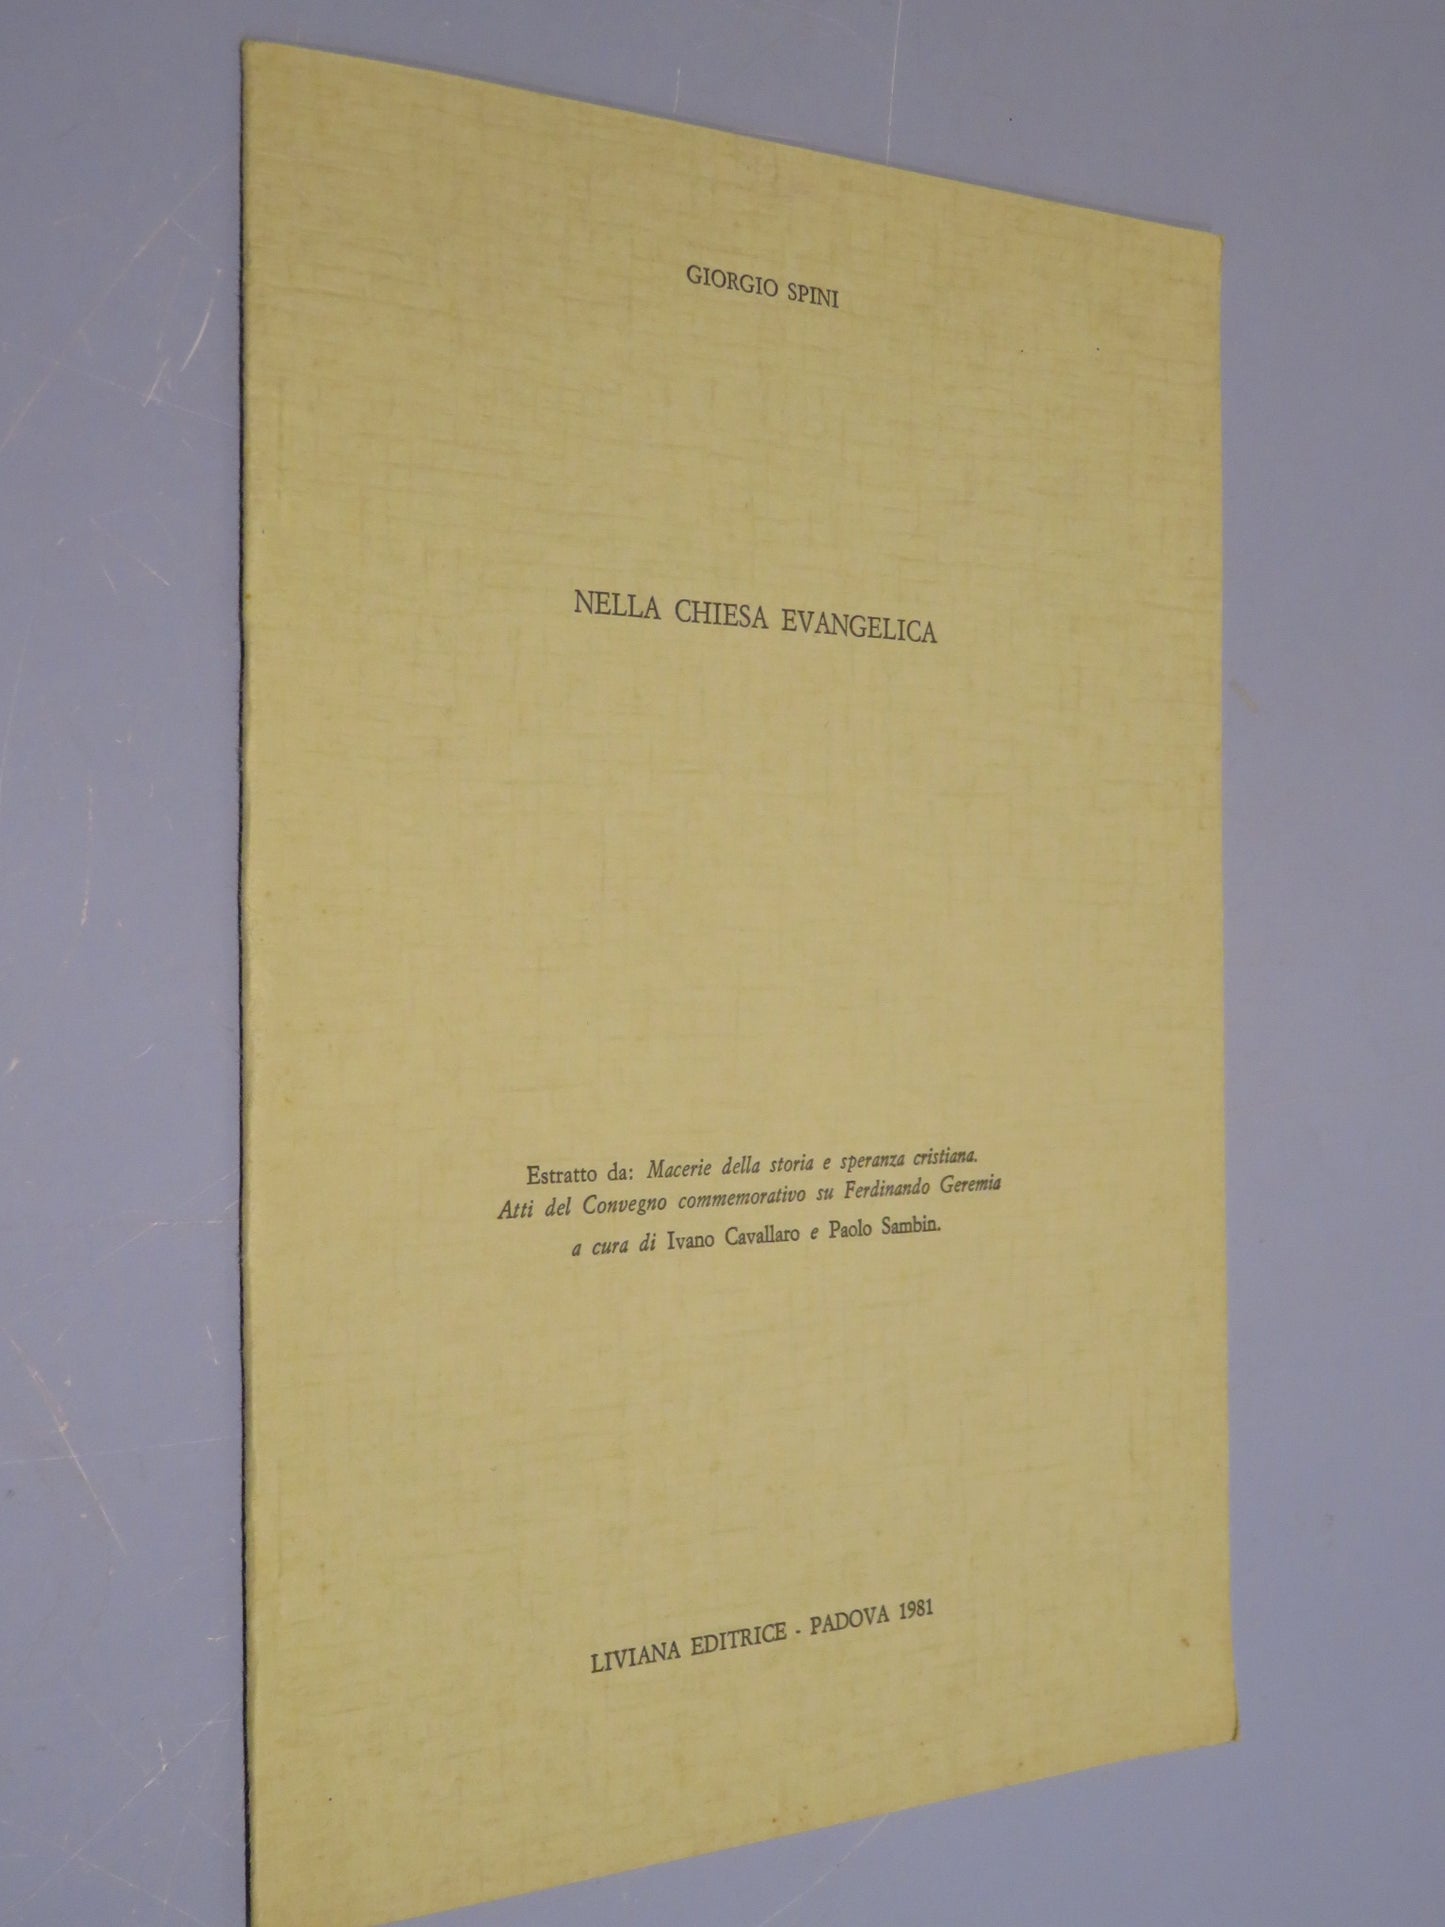 GIORGIO SPINI
NELLA CHIESA EVANGELICA
Estratto da: Macerie della storia e speranza cristiana.
Atti del Convegno commemorativo su Ferdinando Geremia
a cura di Ivano Cavallaro e Paolo Sambin.
LIVIANA EDITRICE - PADOVA 1981